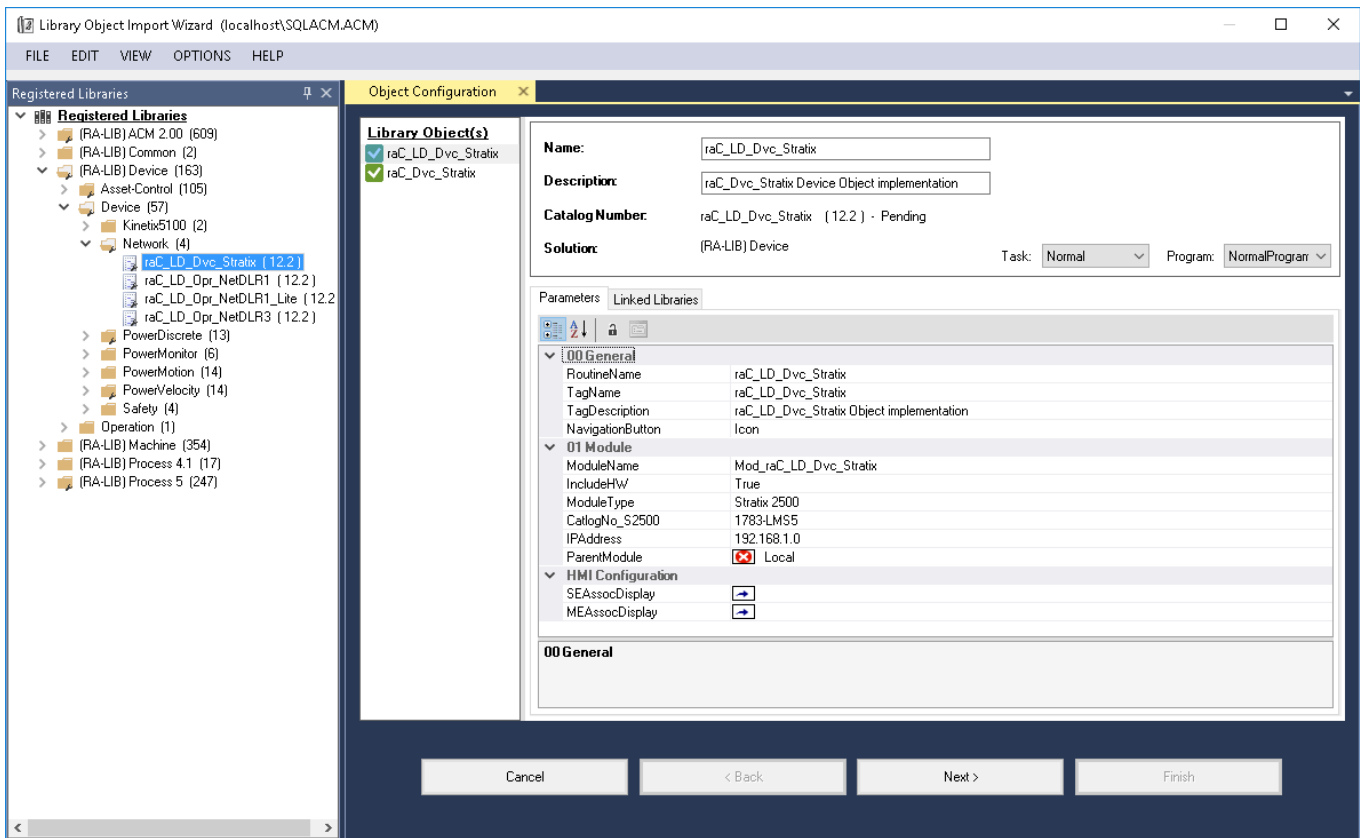 Library Object Import Wizard (localhost\SQLACM.ACM)
FILE EDIT VIEW OPTIONS HELP
Registered Libraries
Registered Libraries
(RA-LIB) ACM 2.00 (609)
(RA-LIB) Common (2)
(RA-LIB) Device (163)
Asset-Control (105)
Device (57)
Kinetix5100 (2)
Network (4)
raC_LD_Dvc_Stratix (12.2)
raC_LD_Opr_NetDLR1 (12.2)
raC_LD_Opr_NetDLR1_Lite (12.2
raC_LD_Opr_NetDLR3 (12.2)
PowerDiscrete (13)
PowerMonitor (6)
PowerMotion (14)
PowerVelocity (14)
Safety (4)
Operation (1)
(RA-LIB) Machine (354)
(RA-LIB) Process 4.1 (17)
(RA-LIB) Process 5 (247)
Object Configuration
Library Object(s)
raC_LD_Dvc_Stratix
raC_Dvc_Stratix
Name: raC_LD_Dvc_Stratix
Description: raC_Dvc_Stratix Device Object implementation
Catalog Number: raC_LD_Dvc_Stratix (12.2) - Pending
Solution: (RA-LIB) Device
Task: Normal Program: NormalProgram
Parameters Linked Libraries
00 General
RoutineName raC_LD_Dvc_Stratix
TagName raC_LD_Dvc_Stratix
TagDescription raC_LD_Dvc_Stratix Object implementation
NavigationButton Icon
01 Module
ModuleName Mod_raC_LD_Dvc_Stratix
IncludeHW True
ModuleType Stratix 2500
CatlogNo_S2500 1783-LMS5
IPAddress 192.168.1.0
ParentModule Local
HMI Configuration
SEAssocDisplay
MEAssocDisplay
00 General
Cancel < Back Next > Finish